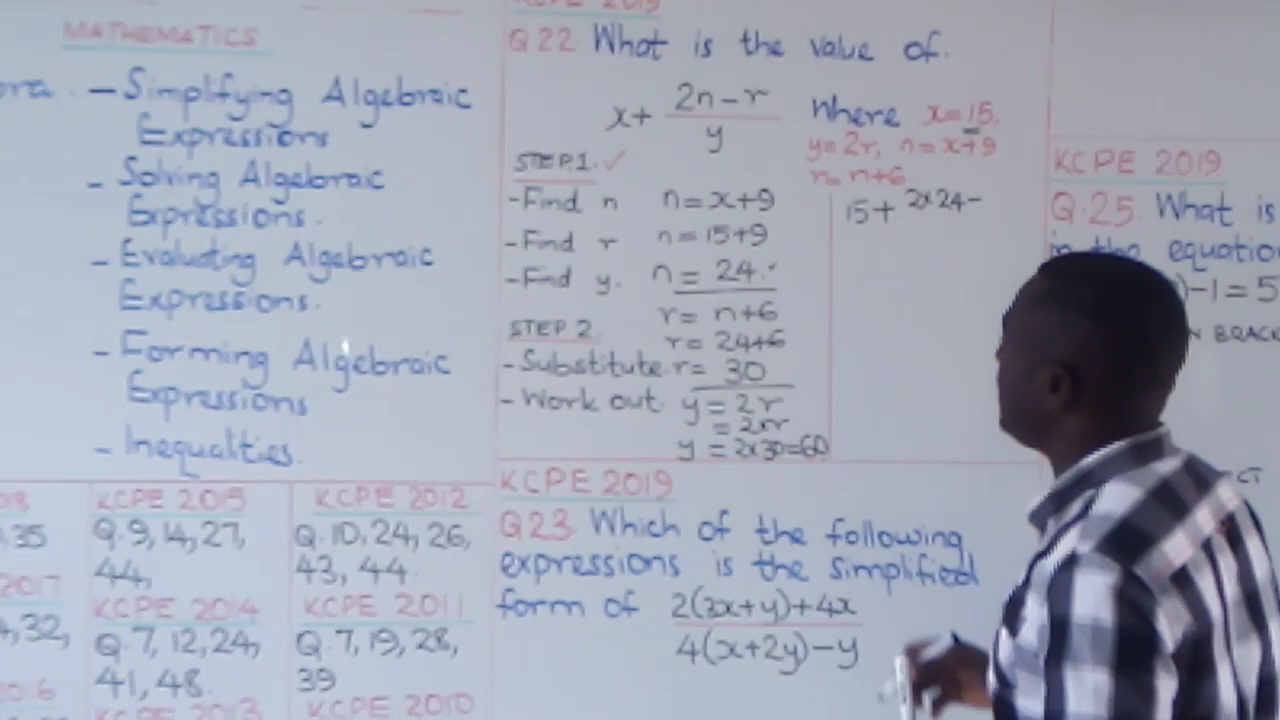 MATHEMATICS
- Simplifying Algebraic
Expressions
- Solving Algebraic
Expressions.
- Evaluating Algebraic
Expressions.
- Forming Algebraic
Expressions
- Inequalties.
35
2017
32,
2016
KCPE 2015
Q.9, 14, 27,
44,
KCPE 2014
Q.7, 12, 24,
41, 48.
KCPE 2013
KCPE 2012
Q.10, 24, 26,
43, 44.
KCPE 2011
Q.7, 19, 28,
39
KCPE 2010
KCPE 2019
Q22 What is the value of.
x+ 2n-r / y Where x=15,
y=2r, n=x+9
r=n+6
STEP 1. ✓
-Find n n=x+9
-Find r n=15+9
-Find y. n=24.
r= n+6
STEP 2. r= 24+6
-Substitute. r= 30
-Work out. y=2r
=2xr
y=2x30=60
15+ 2x24-
KCPE 2019
Q23. Which of the following
expressions is the simplified
form of 2(3x+y)+4x
4(x+2y)-y
KCPE 2019
Q.25. What is
in the equation
)-1=5
BRACK